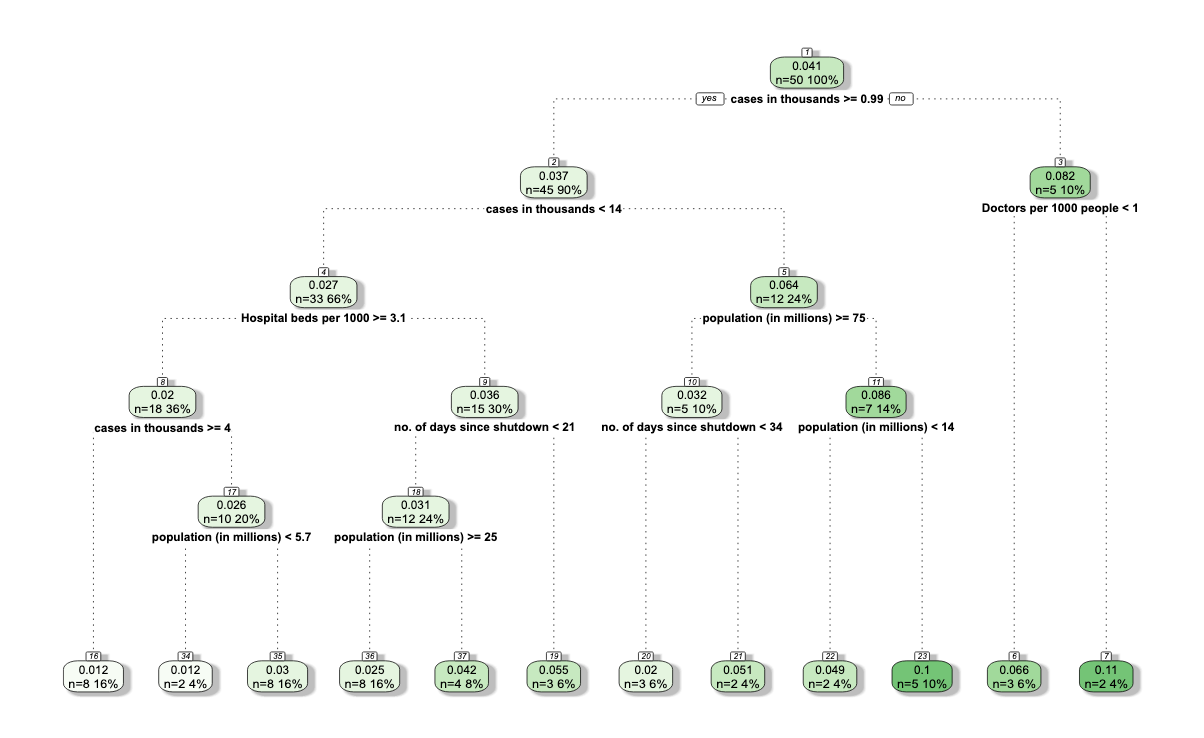 1
0.041
n=50 100%
yes cases in thousands >= 0.99 no
2
0.037
n=45 90%
cases in thousands < 14
3
0.082
n=5 10%
Doctors per 1000 people < 1
4
0.027
n=33 66%
Hospital beds per 1000 >= 3.1
5
0.064
n=12 24%
population (in millions) >= 75
8
0.02
n=18 36%
cases in thousands >= 4
9
0.036
n=15 30%
no. of days since shutdown < 21
10
0.032
n=5 10%
no. of days since shutdown < 34
11
0.086
n=7 14%
population (in millions) < 14
17
0.026
n=10 20%
population (in millions) < 5.7
18
0.031
n=12 24%
population (in millions) >= 25
16
0.012
n=8 16%
34
0.012
n=2 4%
35
0.03
n=8 16%
36
0.025
n=8 16%
37
0.042
n=4 8%
19
0.055
n=3 6%
20
0.02
n=3 6%
21
0.051
n=2 4%
22
0.049
n=2 4%
23
0.1
n=5 10%
6
0.066
n=3 6%
7
0.11
n=2 4%